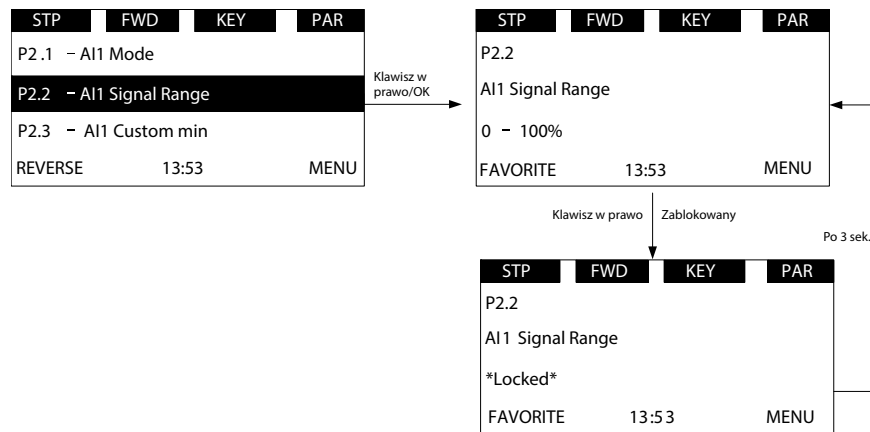 STP FWD KEY PAR
P2.1 – AI1 Mode
P2.2 – AI1 Signal Range
P2.3 – AI1 Custom min
REVERSE 13:53 MENU
Klawisz w
prawo/OK
STP FWD KEY PAR
P2.2
AI1 Signal Range
0 – 100%
FAVORITE 13:53 MENU
Klawisz w prawo Zablokowany
Po 3 sek.
STP FWD KEY PAR
P2.2
AI1 Signal Range
*Locked*
FAVORITE 13:53 MENU